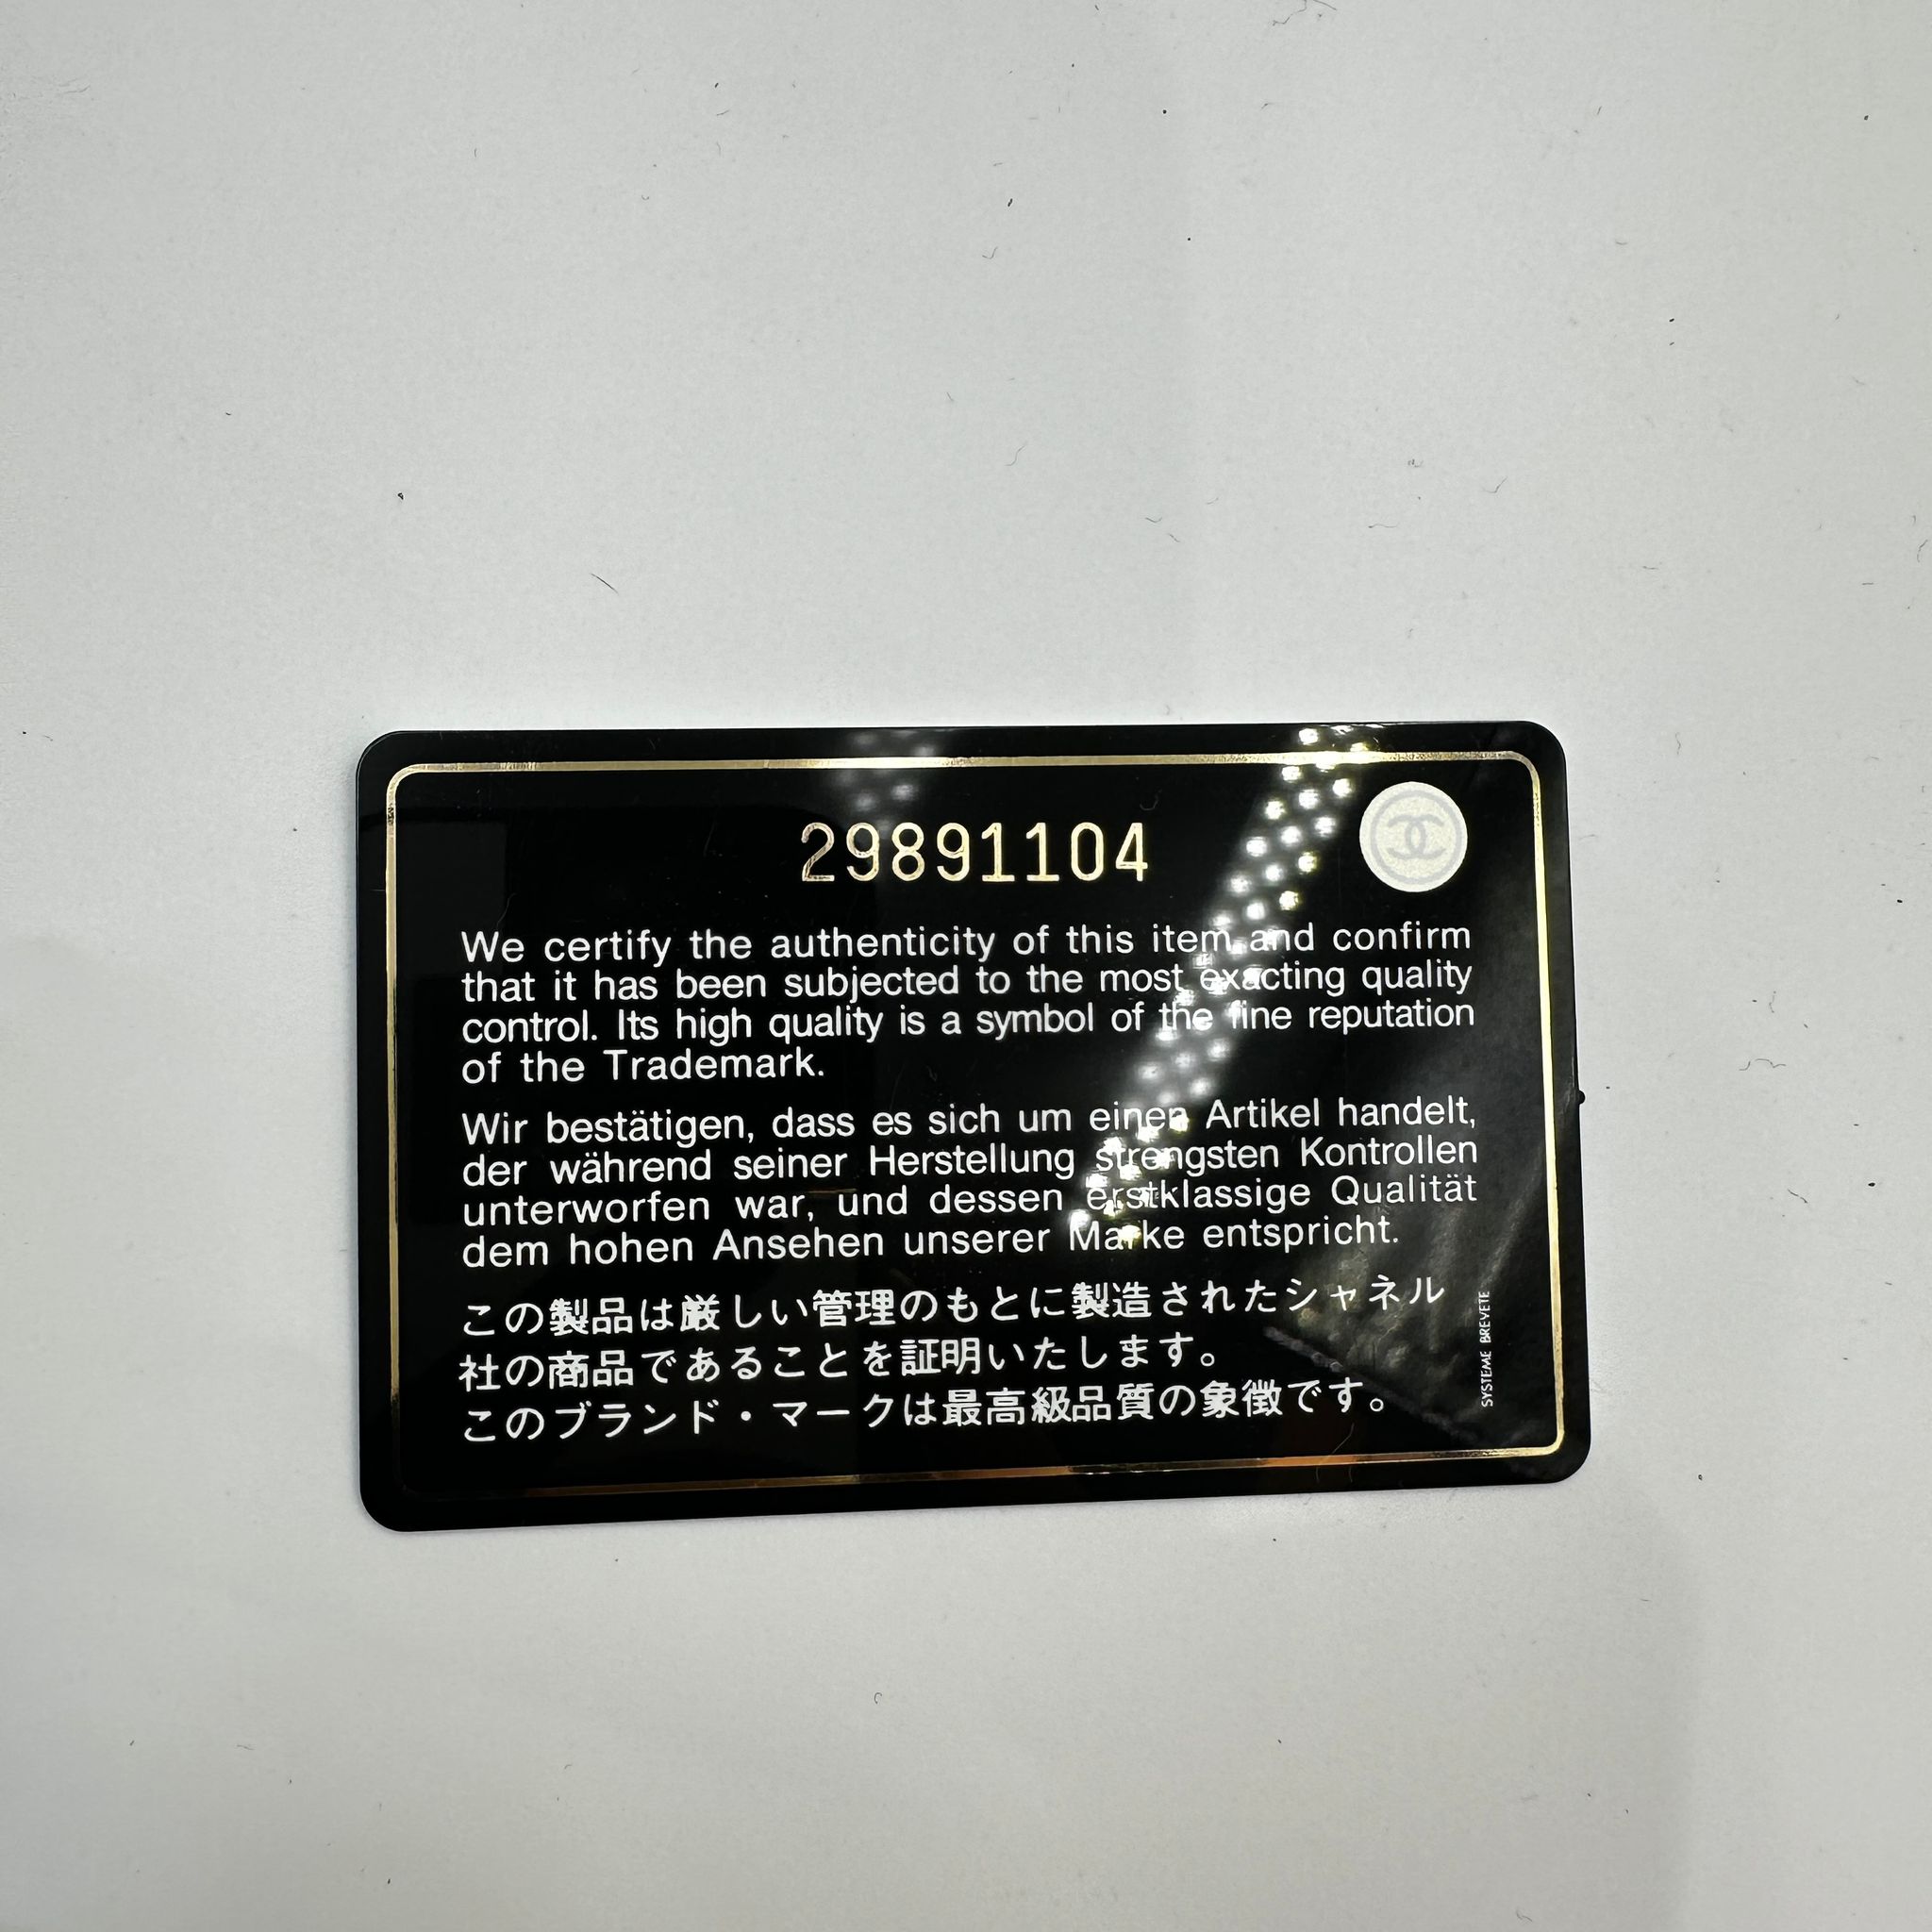 29891104
We certify the authenticity of this item and confirm
that it has been subjected to the most exacting quality
control. Its high quality is a symbol of the fine reputation
of the Trademark.
Wir bestätigen, dass es sich um einen Artikel handelt,
der während seiner Herstellung strengsten Kontrollen
unterworfen war, und dessen erstklassige Qualität
dem hohen Ansehen unserer Marke entspricht.
この製品は厳しい管理のもとに製造されたシャネル
社の商品であることを証明いたします。
このブランド・マークは最高級品質の象徴です。
SYSTEME BREVETE